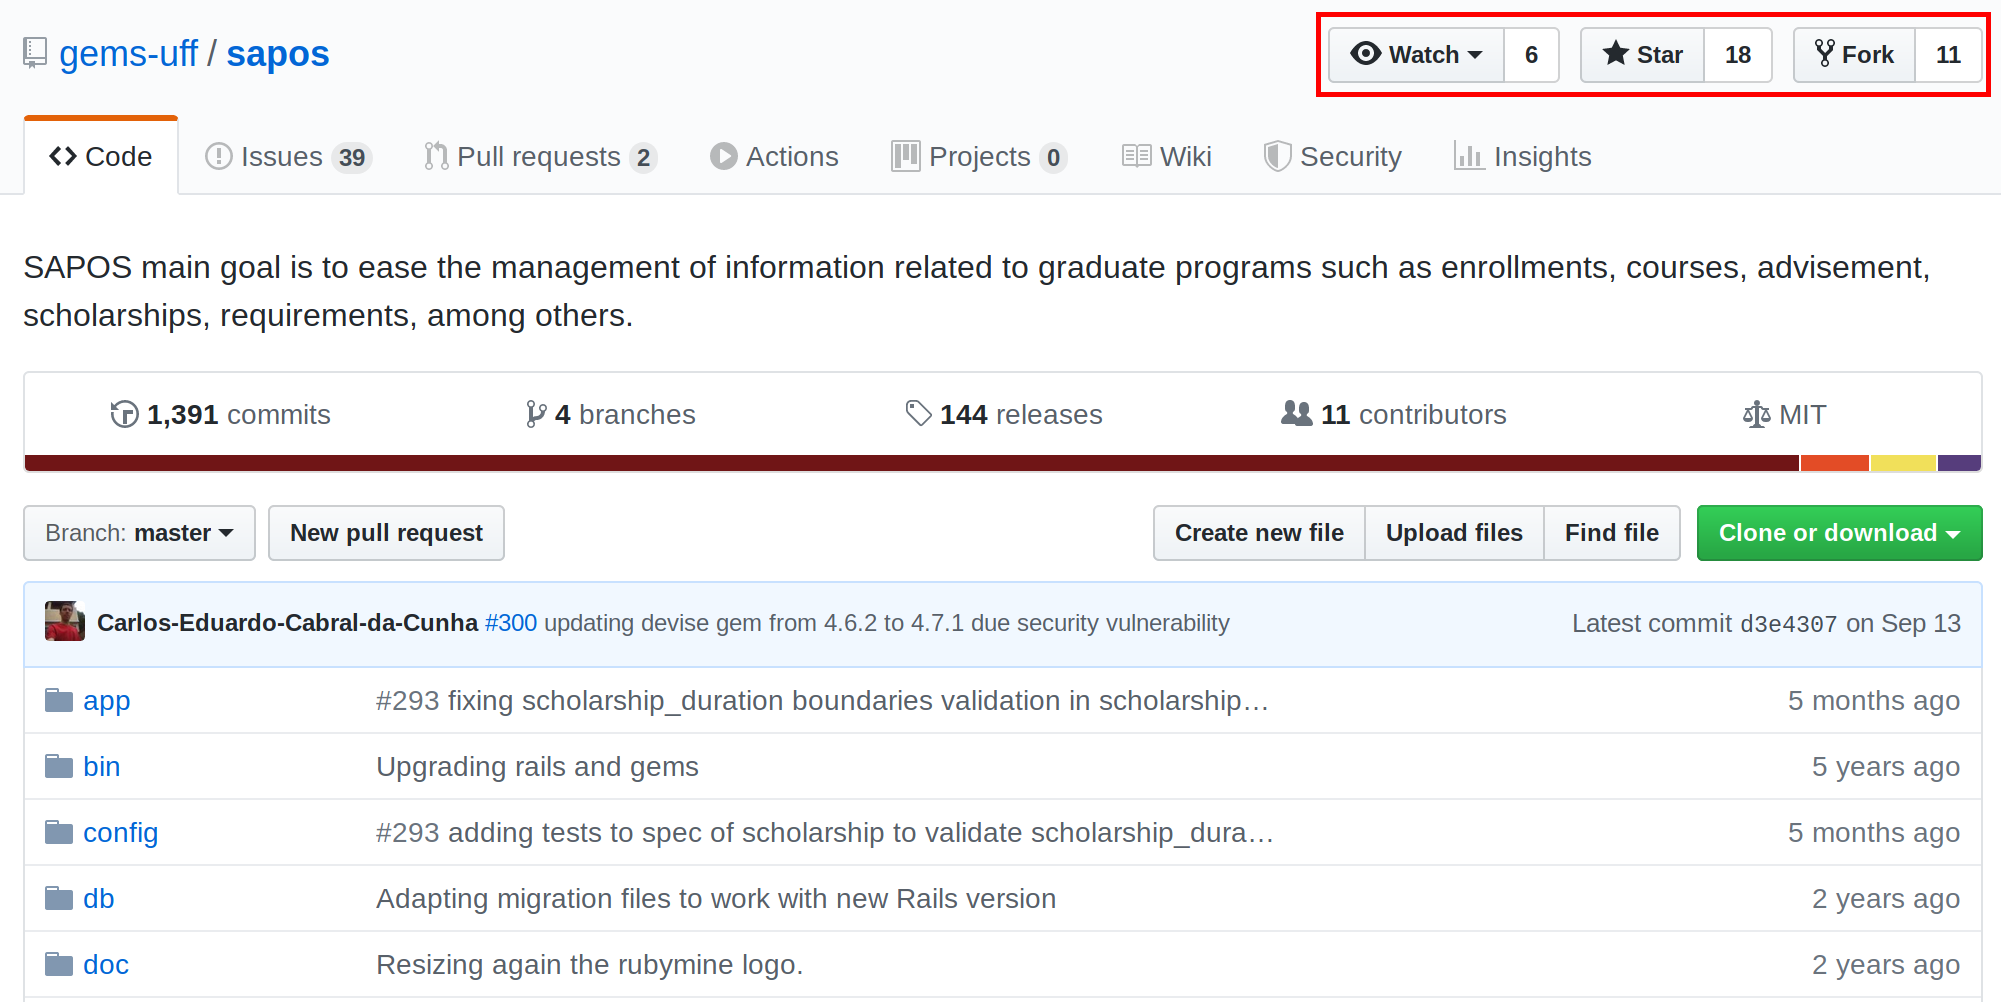 gems-uff / sapos Watch 6 Star 18 Fork 11
Code Issues 39 Pull requests 2 Actions Projects 0 Wiki Security Insights
SAPOS main goal is to ease the management of information related to graduate programs such as enrollments, courses, advisement,
scholarships, requirements, among others.
1,391 commits 4 branches 144 releases 11 contributors MIT
Branch: master New pull request Create new file Upload files Find file Clone or download
Carlos-Eduardo-Cabral-da-Cunha #300 updating devise gem from 4.6.2 to 4.7.1 due security vulnerability Latest commit d3e4307 on Sep 13
app #293 fixing scholarship_duration boundaries validation in scholarship… 5 months ago
bin Upgrading rails and gems 5 years ago
config #293 adding tests to spec of scholarship to validate scholarship_dura… 5 months ago
db Adapting migration files to work with new Rails version 2 years ago
doc Resizing again the rubymine logo. 2 years ago